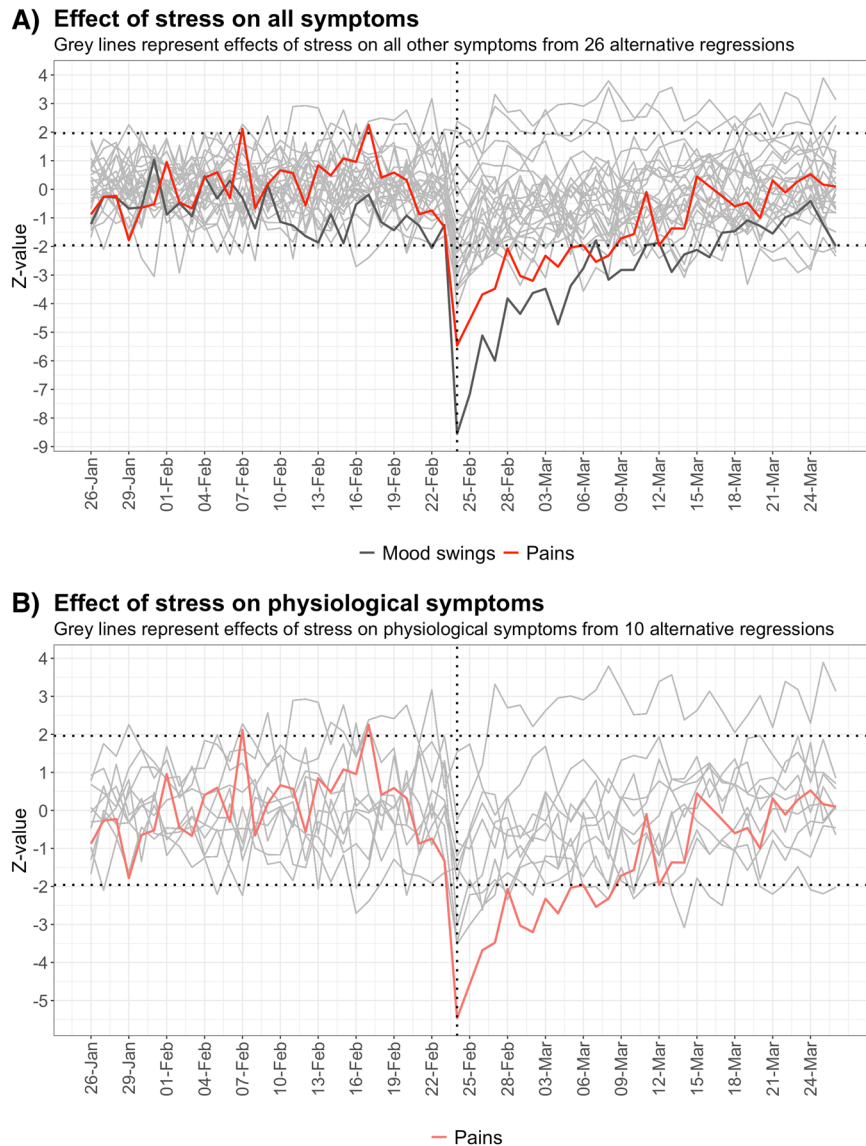 A) Effect of stress on all symptoms
Grey lines represent effects of stress on all other symptoms from 26 alternative regressions
4
3
2
1
0
-1
-2
-3
-4
-5
-6
-7
-8
-9
Z-value
26-Jan
29-Jan
01-Feb
04-Feb
07-Feb
10-Feb
13-Feb
16-Feb
19-Feb
22-Feb
25-Feb
28-Feb
03-Mar
06-Mar
09-Mar
12-Mar
15-Mar
18-Mar
21-Mar
24-Mar
Mood swings Pains
B) Effect of stress on physiological symptoms
Grey lines represent effects of stress on physiological symptoms from 10 alternative regressions
4
3
2
1
0
-1
-2
-3
-4
-5
Z-value
26-Jan
29-Jan
01-Feb
04-Feb
07-Feb
10-Feb
13-Feb
16-Feb
19-Feb
22-Feb
25-Feb
28-Feb
03-Mar
06-Mar
09-Mar
12-Mar
15-Mar
18-Mar
21-Mar
24-Mar
Pains